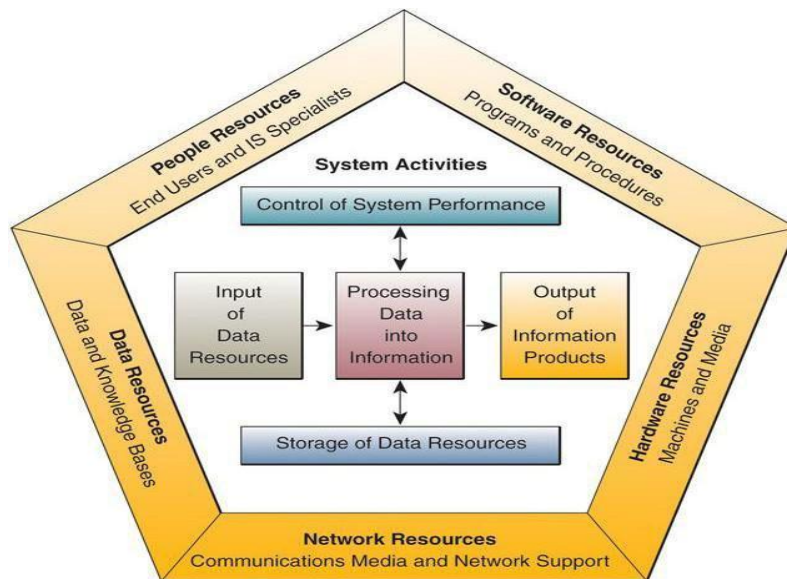 People Resources
End Users and IS Specialists
Software Resources
Programs and Procedures
System Activities
Control of System Performance
Input
of
Data
Resources
Processing
Data
into
Information
Output
of
Information
Products
Storage of Data Resources
Data Resources
Data and Knowledge Bases
Hardware Resources
Machines and Media
Network Resources
Communications Media and Network Support